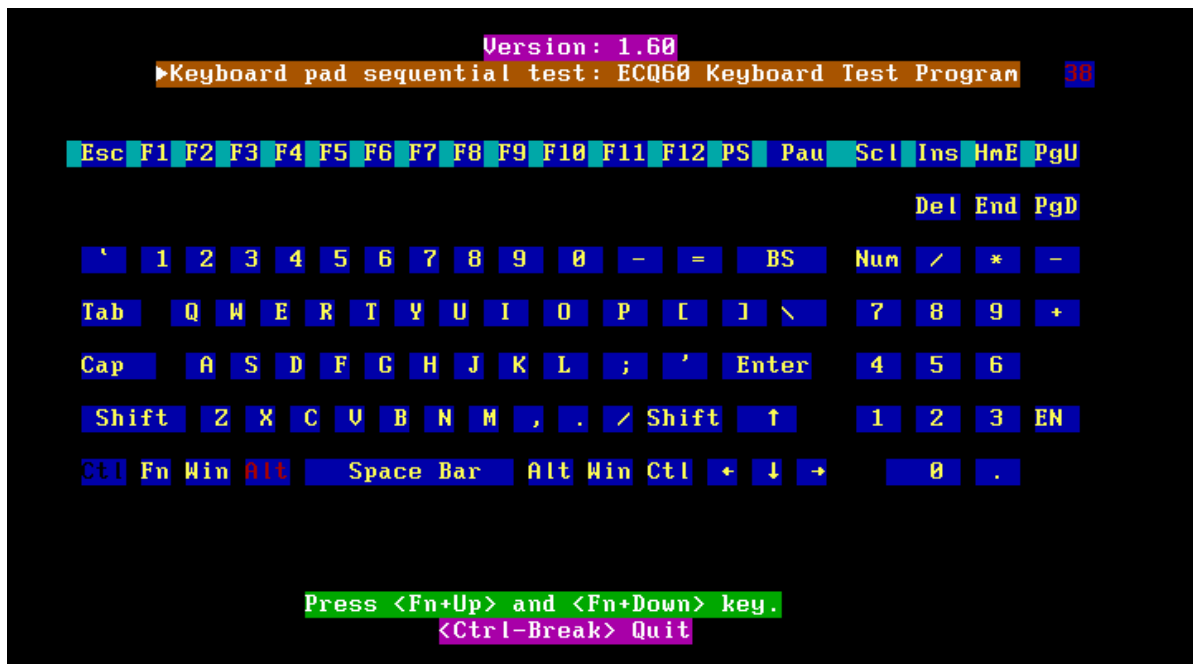 Version: 1.60
►Keyboard pad sequential test: ECQ60 Keyboard Test Program 38
Esc F1 F2 F3 F4 F5 F6 F7 F8 F9 F10 F11 F12 PS Pau Scl Ins HmE PgU
Del End PgD
` 1 2 3 4 5 6 7 8 9 0 - = BS Num / * -
Tab Q W E R T Y U I O P [ ] \ 7 8 9 +
Cap A S D F G H J K L ; ' Enter 4 5 6
Shift Z X C V B N M , . / Shift ↑ 1 2 3 EN
Ctl Fn Win Alt Space Bar Alt Win Ctl ← ↓ → 0 .
Press <Fn+Up> and <Fn+Down> key.
<Ctrl-Break> Quit